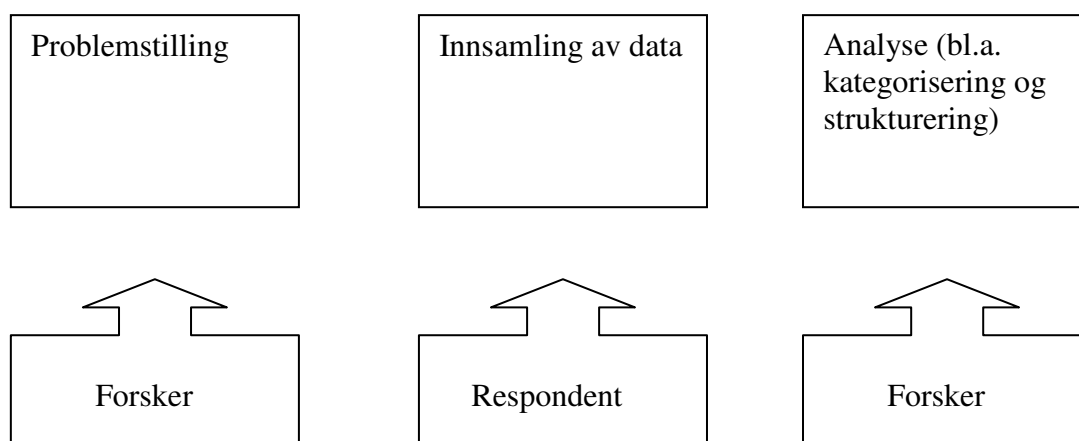 Problemstilling
Innsamling av data
Analyse (bl.a.
kategorisering og
strukturering)
Forsker
Respondent
Forsker